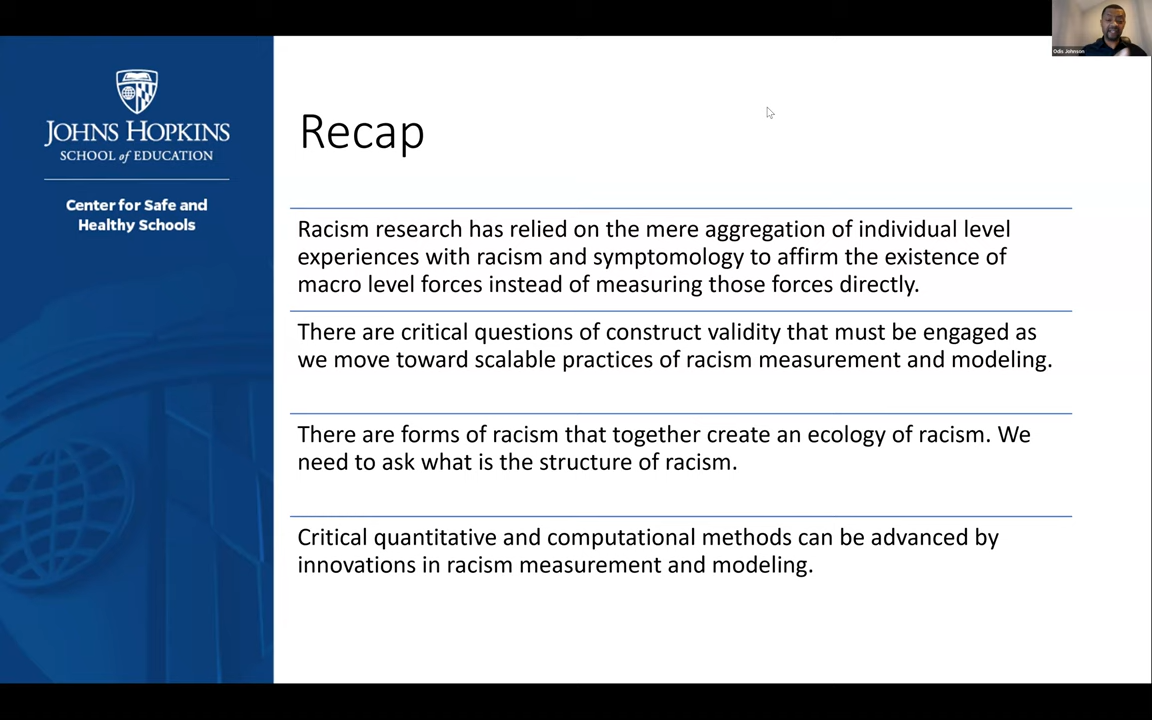 Odis Johnson
JOHNS HOPKINS
SCHOOL of EDUCATION
Center for Safe and
Healthy Schools
Recap
Racism research has relied on the mere aggregation of individual level
experiences with racism and symptomology to affirm the existence of
macro level forces instead of measuring those forces directly.
There are critical questions of construct validity that must be engaged as
we move toward scalable practices of racism measurement and modeling.
There are forms of racism that together create an ecology of racism. We
need to ask what is the structure of racism.
Critical quantitative and computational methods can be advanced by
innovations in racism measurement and modeling.